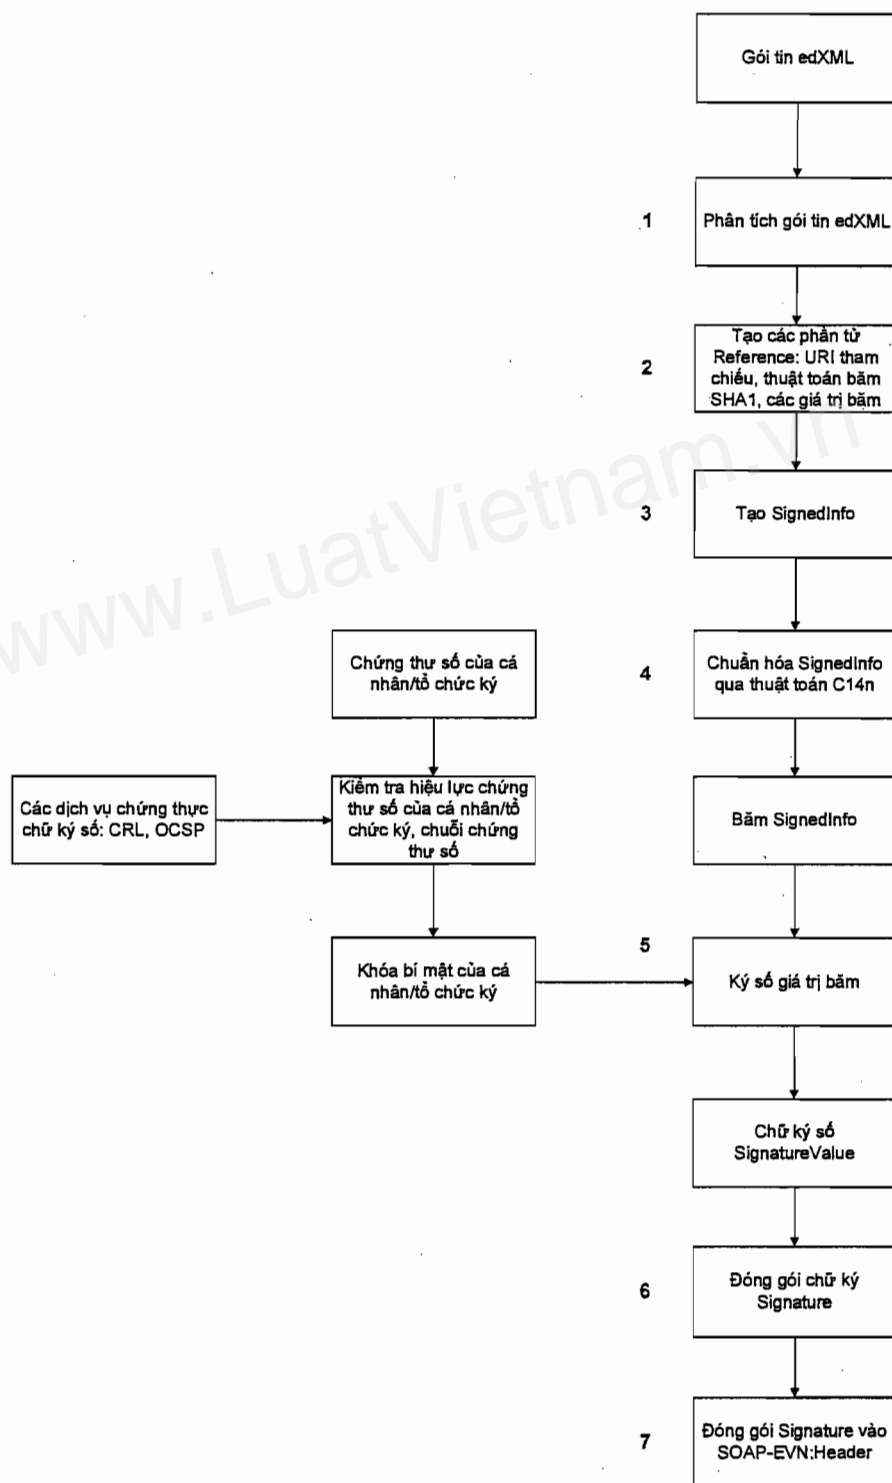 Gói tin edXML
1
Phân tích gói tin edXML
2
Tạo các phần tử
Reference: URI tham
chiếu, thuật toán băm
SHA1, các giá trị băm
3
Tạo SignedInfo
www.LuatVietnam.vn
Chứng thư số của cá
nhân/tổ chức ký
4
Chuẩn hóa SignedInfo
qua thuật toán C14n
Các dịch vụ chứng thực
chữ ký số: CRL, OCSP
Kiểm tra hiệu lực chứng
thư số của cá nhân/tổ
chức ký, chuỗi chứng
thư số
Băm SignedInfo
5
Khóa bí mật của cá
nhân/tổ chức ký
Ký số giá trị băm
Chữ ký số
SignatureValue
6
Đóng gói chữ ký
Signature
7
Đóng gói Signature vào
SOAP-EVN:Header